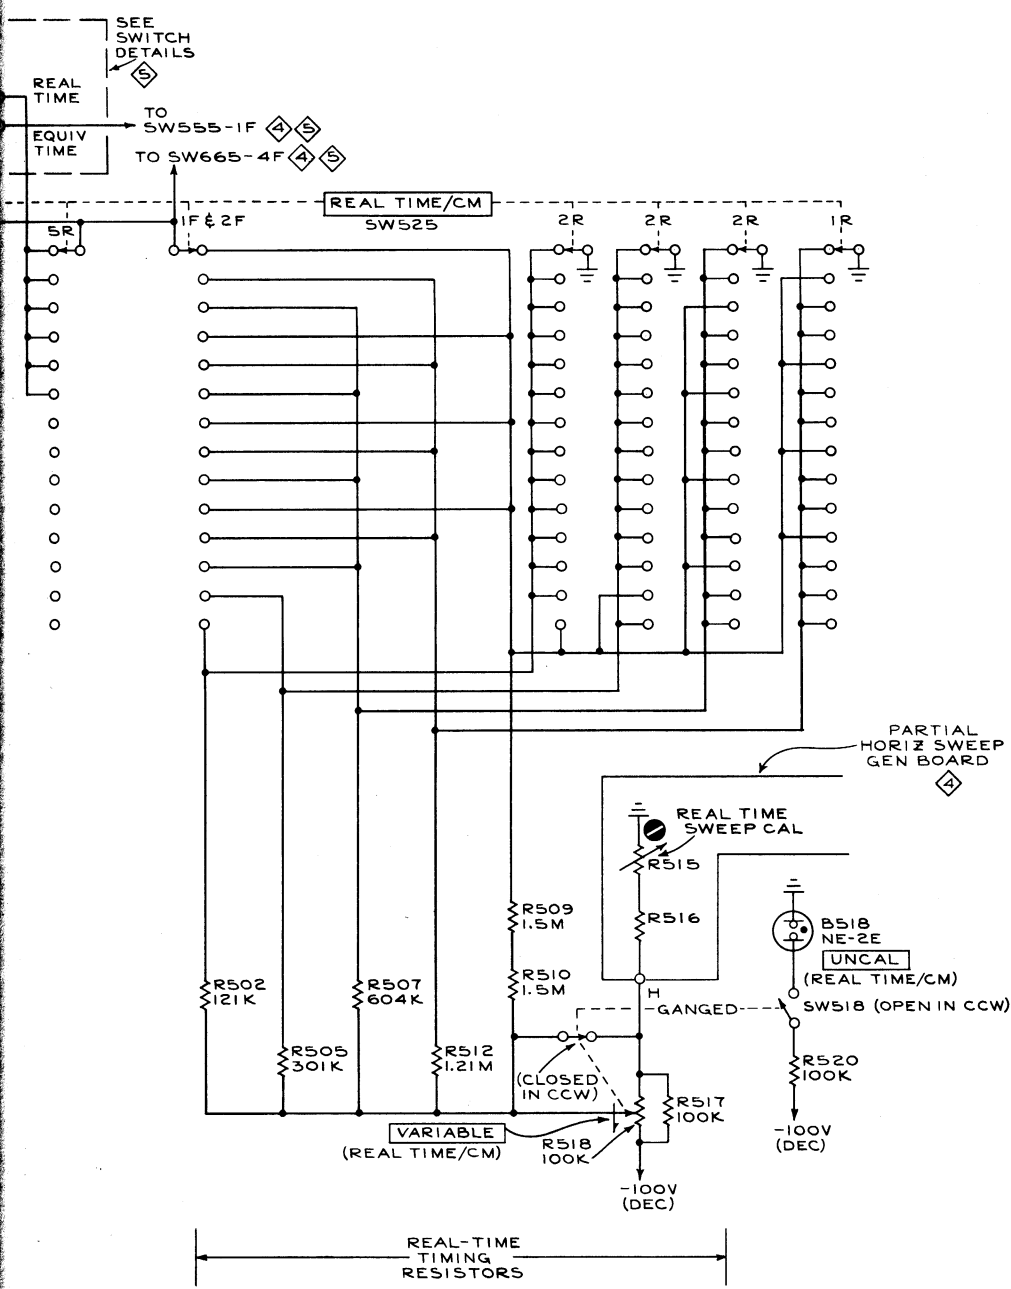 SEE
SWITCH
DETAILS
5
REAL
TIME
TO
SW555-1F 4 5
EQUIV
TIME
TO SW665-4F 4 5
REAL TIME/CM
SW525
5R
1F & 2F
2R
2R
2R
1R
PARTIAL
HORIZ SWEEP
GEN BOARD
4
REAL TIME
SWEEP CAL
R515
R509
1.5M
R516
B518
NE-2E
UNCAL
(REAL TIME/CM)
R510
1.5M
R502
121K
R507
604K
H
GANGED
SW518 (OPEN IN CCW)
R505
301K
R512
1.21M
(CLOSED
IN CCW)
R520
100K
R517
100K
VARIABLE
(REAL TIME/CM)
R518
100K
-100V
(DEC)
-100V
(DEC)
REAL-TIME
TIMING
RESISTORS